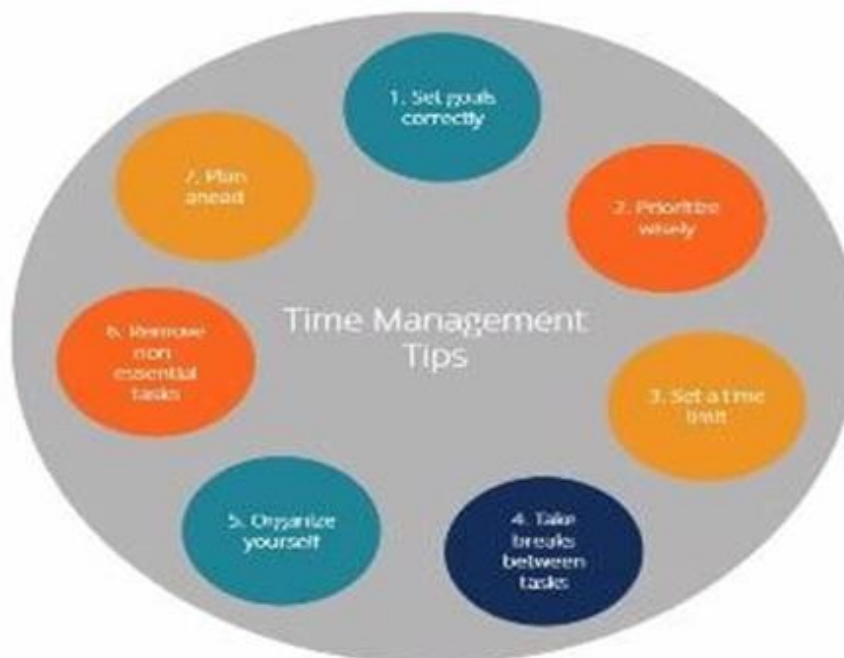 1. Set goals
correctly
2. Prioritize
wisely
3. Set a time
limit
4. Take
breaks
between
tasks
5. Organize
yourself
6. Remove
non
essential
tasks
7. Plan
ahead
Time Management
Tips